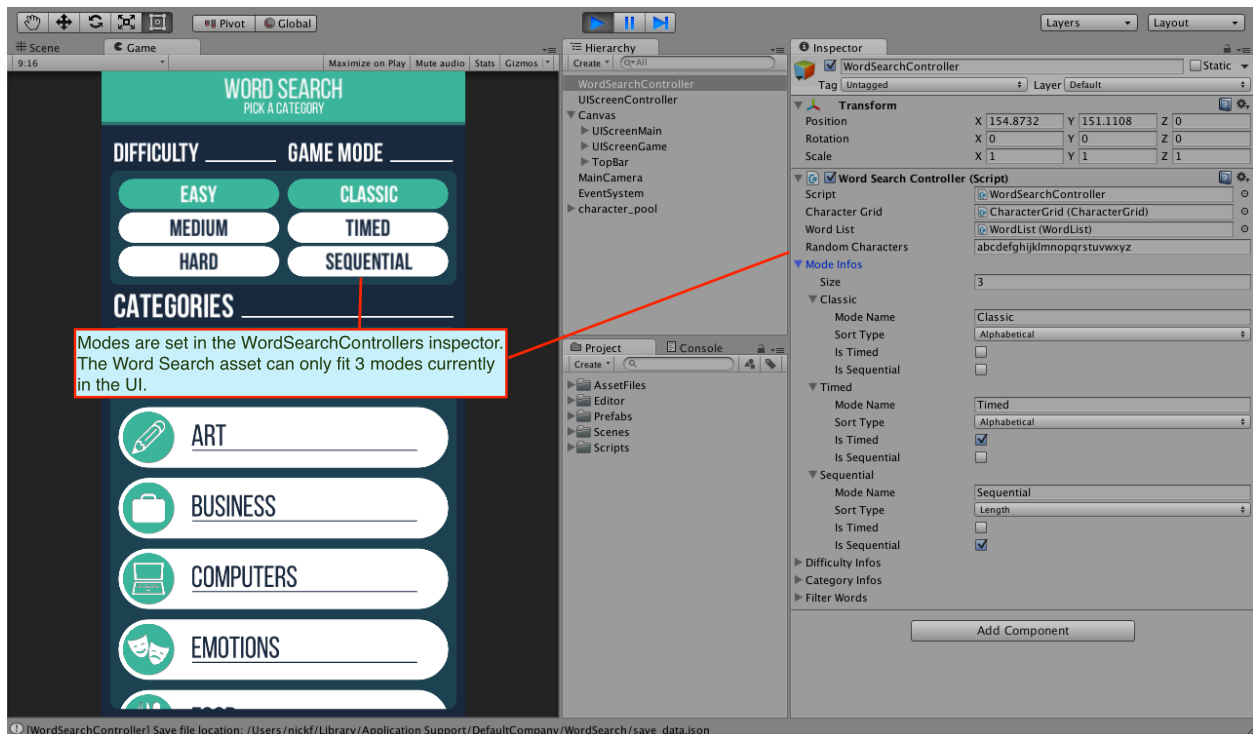 Pivot Global
Layers Layout
Scene Game
9:16 Maximize on Play Mute audio Stats Gizmos
WORD SEARCH
PICK A CATEGORY
DIFFICULTY GAME MODE
EASY CLASSIC
MEDIUM TIMED
HARD SEQUENTIAL
CATEGORIES
Modes are set in the WordSearchControllers inspector.
The Word Search asset can only fit 3 modes currently
in the UI.
ART
BUSINESS
COMPUTERS
EMOTIONS
Hierarchy
Create All
WordSearchController
UIScreenController
Canvas
UIScreenMain
UIScreenGame
TopBar
MainCamera
EventSystem
character_pool
Project Console
Create
AssetFiles
Editor
Prefabs
Scenes
Scripts
Inspector
WordSearchController Static
Tag Untagged Layer Default
Transform
Position X 154.8732 Y 151.1108 Z 0
Rotation X 0 Y 0 Z 0
Scale X 1 Y 1 Z 1
Word Search Controller (Script)
Script WordSearchController
Character Grid CharacterGrid (CharacterGrid)
Word List WordList (WordList)
Random Characters abcdefghijklmnopqrstuvwxyz
Mode Infos
Size 3
Classic
Mode Name Classic
Sort Type Alphabetical
Is Timed
Is Sequential
Timed
Mode Name Timed
Sort Type Alphabetical
Is Timed
Is Sequential
Sequential
Mode Name Sequential
Sort Type Length
Is Timed
Is Sequential
Difficulty Infos
Category Infos
Filter Words
Add Component
[WordSearchController] Save file location: /Users/nickf/Library/Application Support/DefaultCompany/WordSearch/save_data.json